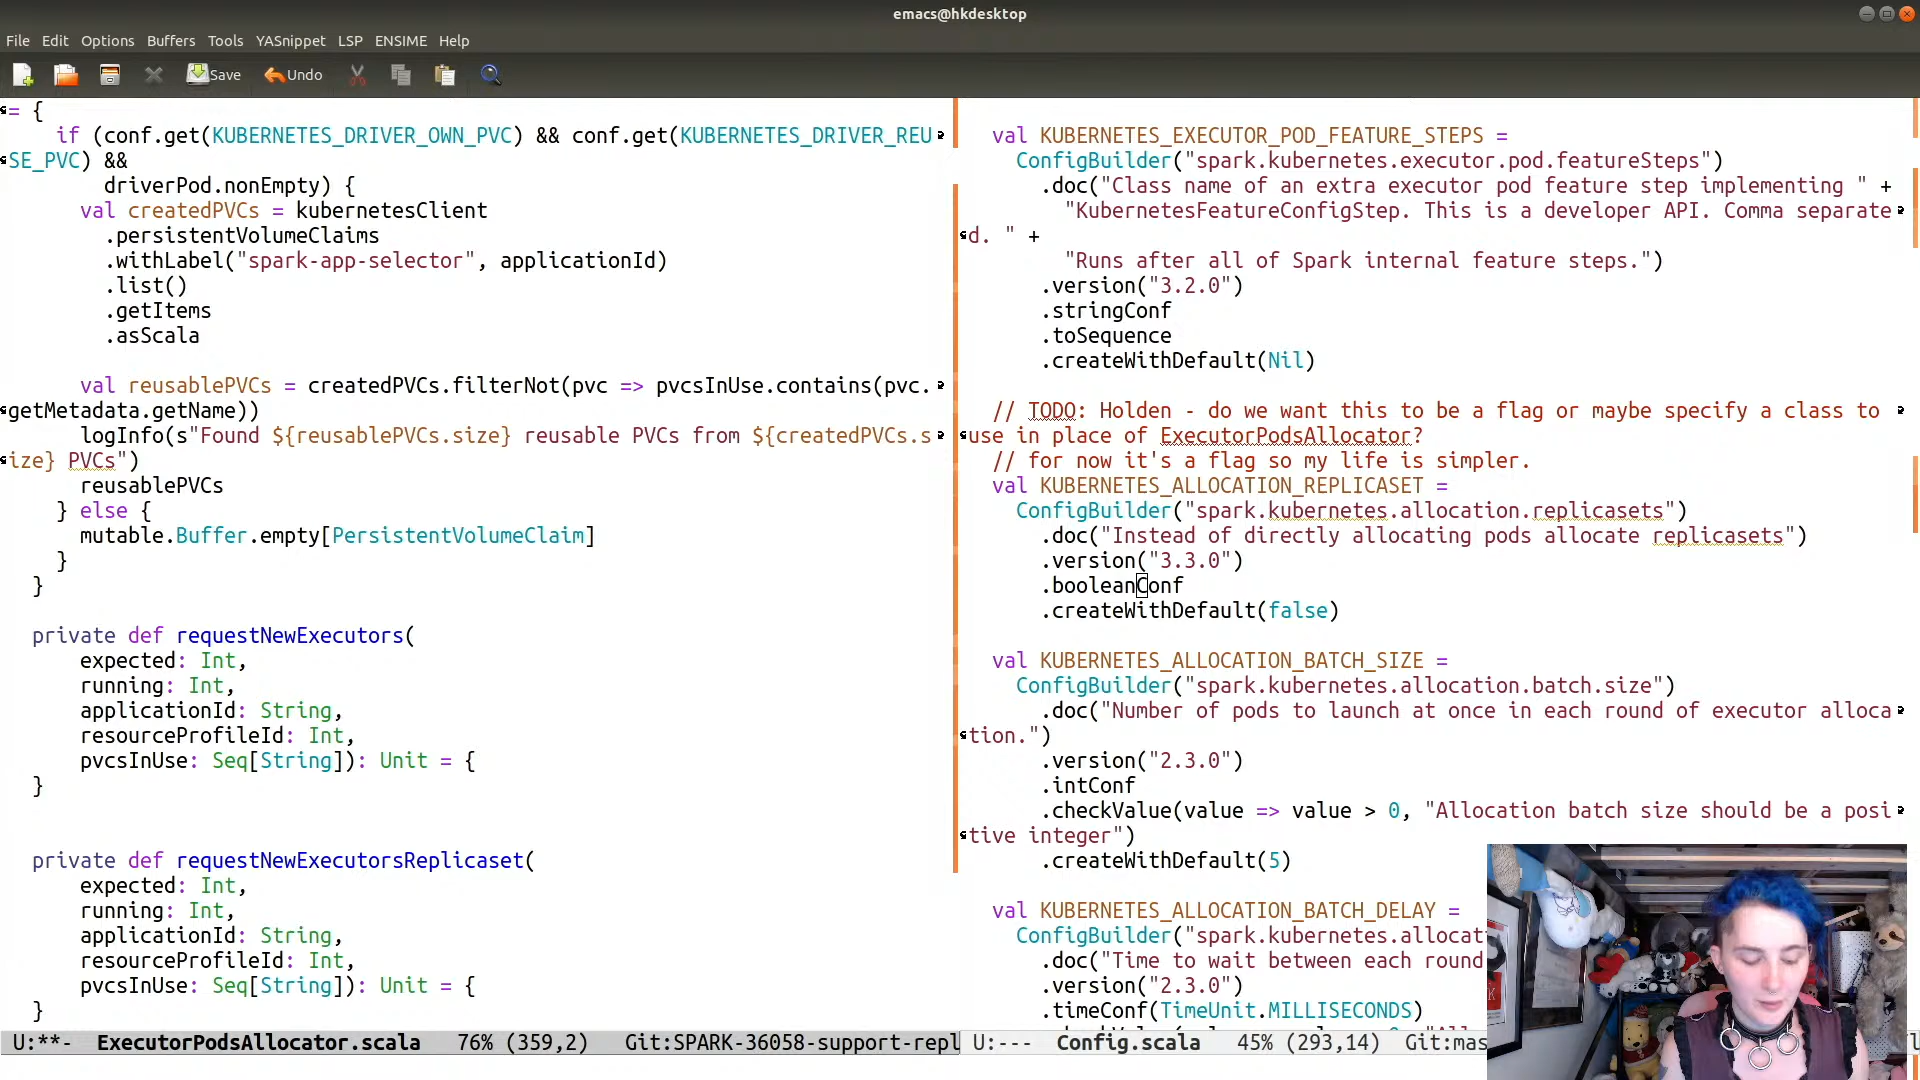 emacs@hkdesktop
File Edit Options Buffers Tools YASnippet LSP ENSIME Help
Save Undo
= {
if (conf.get(KUBERNETES_DRIVER_OWN_PVC) && conf.get(KUBERNETES_DRIVER_REU
SE_PVC) &&
driverPod.nonEmpty) {
val createdPVCs = kubernetesClient
.persistentVolumeClaims
.withLabel("spark-app-selector", applicationId)
.list()
.getItems
.asScala
val reusablePVCs = createdPVCs.filterNot(pvc => pvcsInUse.contains(pvc.
getMetadata.getName))
logInfo(s"Found ${reusablePVCs.size} reusable PVCs from ${createdPVCs.s
ize} PVCs")
reusablePVCs
} else {
mutable.Buffer.empty[PersistentVolumeClaim]
}
}
private def requestNewExecutors(
expected: Int,
running: Int,
applicationId: String,
resourceProfileId: Int,
pvcsInUse: Seq[String]): Unit = {
}
private def requestNewExecutorsReplicaset(
expected: Int,
running: Int,
applicationId: String,
resourceProfileId: Int,
pvcsInUse: Seq[String]): Unit = {
}
U:**- ExecutorPodsAllocator.scala 76% (359,2) Git:SPARK-36058-support-repl
val KUBERNETES_EXECUTOR_POD_FEATURE_STEPS =
ConfigBuilder("spark.kubernetes.executor.pod.featureSteps")
.doc("Class name of an extra executor pod feature step implementing " +
"KubernetesFeatureConfigStep. This is a developer API. Comma separate
d. " +
"Runs after all of Spark internal feature steps.")
.version("3.2.0")
.stringConf
.toSequence
.createWithDefault(Nil)
// TODO: Holden - do we want this to be a flag or maybe specify a class to
use in place of ExecutorPodsAllocator?
// for now it's a flag so my life is simpler.
val KUBERNETES_ALLOCATION_REPLICASET =
ConfigBuilder("spark.kubernetes.allocation.replicasets")
.doc("Instead of directly allocating pods allocate replicasets")
.version("3.3.0")
.booleanConf
.createWithDefault(false)
val KUBERNETES_ALLOCATION_BATCH_SIZE =
ConfigBuilder("spark.kubernetes.allocation.batch.size")
.doc("Number of pods to launch at once in each round of executor alloca
tion.")
.version("2.3.0")
.intConf
.checkValue(value => value > 0, "Allocation batch size should be a posi
tive integer")
.createWithDefault(5)
val KUBERNETES_ALLOCATION_BATCH_DELAY =
ConfigBuilder("spark.kubernetes.allocat
.doc("Time to wait between each round
.version("2.3.0")
.timeConf(TimeUnit.MILLISECONDS)
U:--- Config.scala 45% (293,14) Git:mas